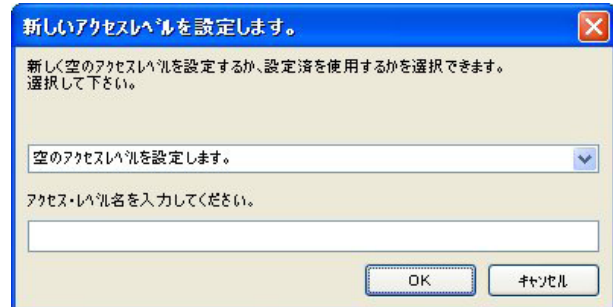 新しいｱｸｾｽﾚﾍﾞﾙを設定します。
新しく空のｱｸｾｽﾚﾍﾞﾙを設定するか、設定済を使用するかを選択できます。
選択して下さい。
空のｱｸｾｽﾚﾍﾞﾙを設定します。
ｱｸｾｽ･ﾚﾍﾞﾙ名を入力してください。
OK
ｷｬﾝｾﾙ